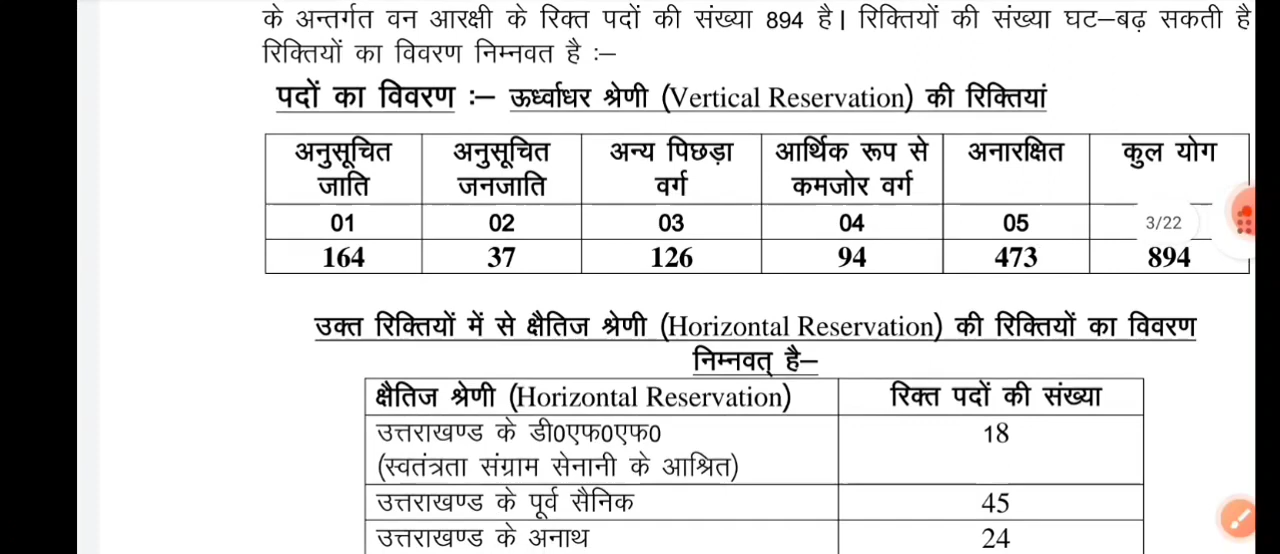 के अन्तर्गत वन आरक्षी के रिक्त पदों की संख्या 894 है। रिक्तियों की संख्या घट–बढ़ सकती है
रिक्तियों का विवरण निम्नवत है :–
पदों का विवरण :– ऊर्ध्वाधर श्रेणी (Vertical Reservation) की रिक्तियां
अनुसूचित जाति अनुसूचित जनजाति अन्य पिछड़ा वर्ग आर्थिक रूप से कमजोर वर्ग अनारक्षित कुल योग
01 02 03 04 05 3/22
164 37 126 94 473 894
उक्त रिक्तियों में से क्षैतिज श्रेणी (Horizontal Reservation) की रिक्तियों का विवरण
निम्नवत् है–
क्षैतिज श्रेणी (Horizontal Reservation) रिक्त पदों की संख्या
उत्तराखण्ड के डी0एफ0एफ0 18
(स्वतंत्रता संग्राम सेनानी के आश्रित)
उत्तराखण्ड के पूर्व सैनिक 45
उत्तराखण्ड के अनाथ 24